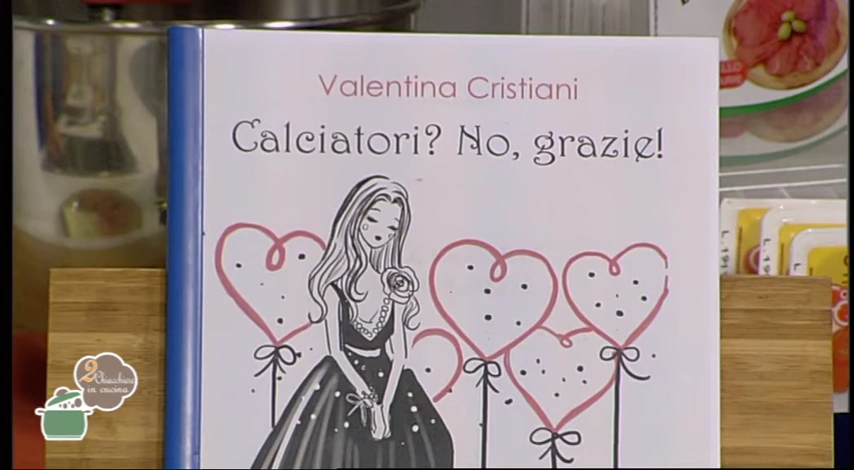 Valentina Cristiani
Calciatori? No, grazie!
2
Chiacchiere
in cucina